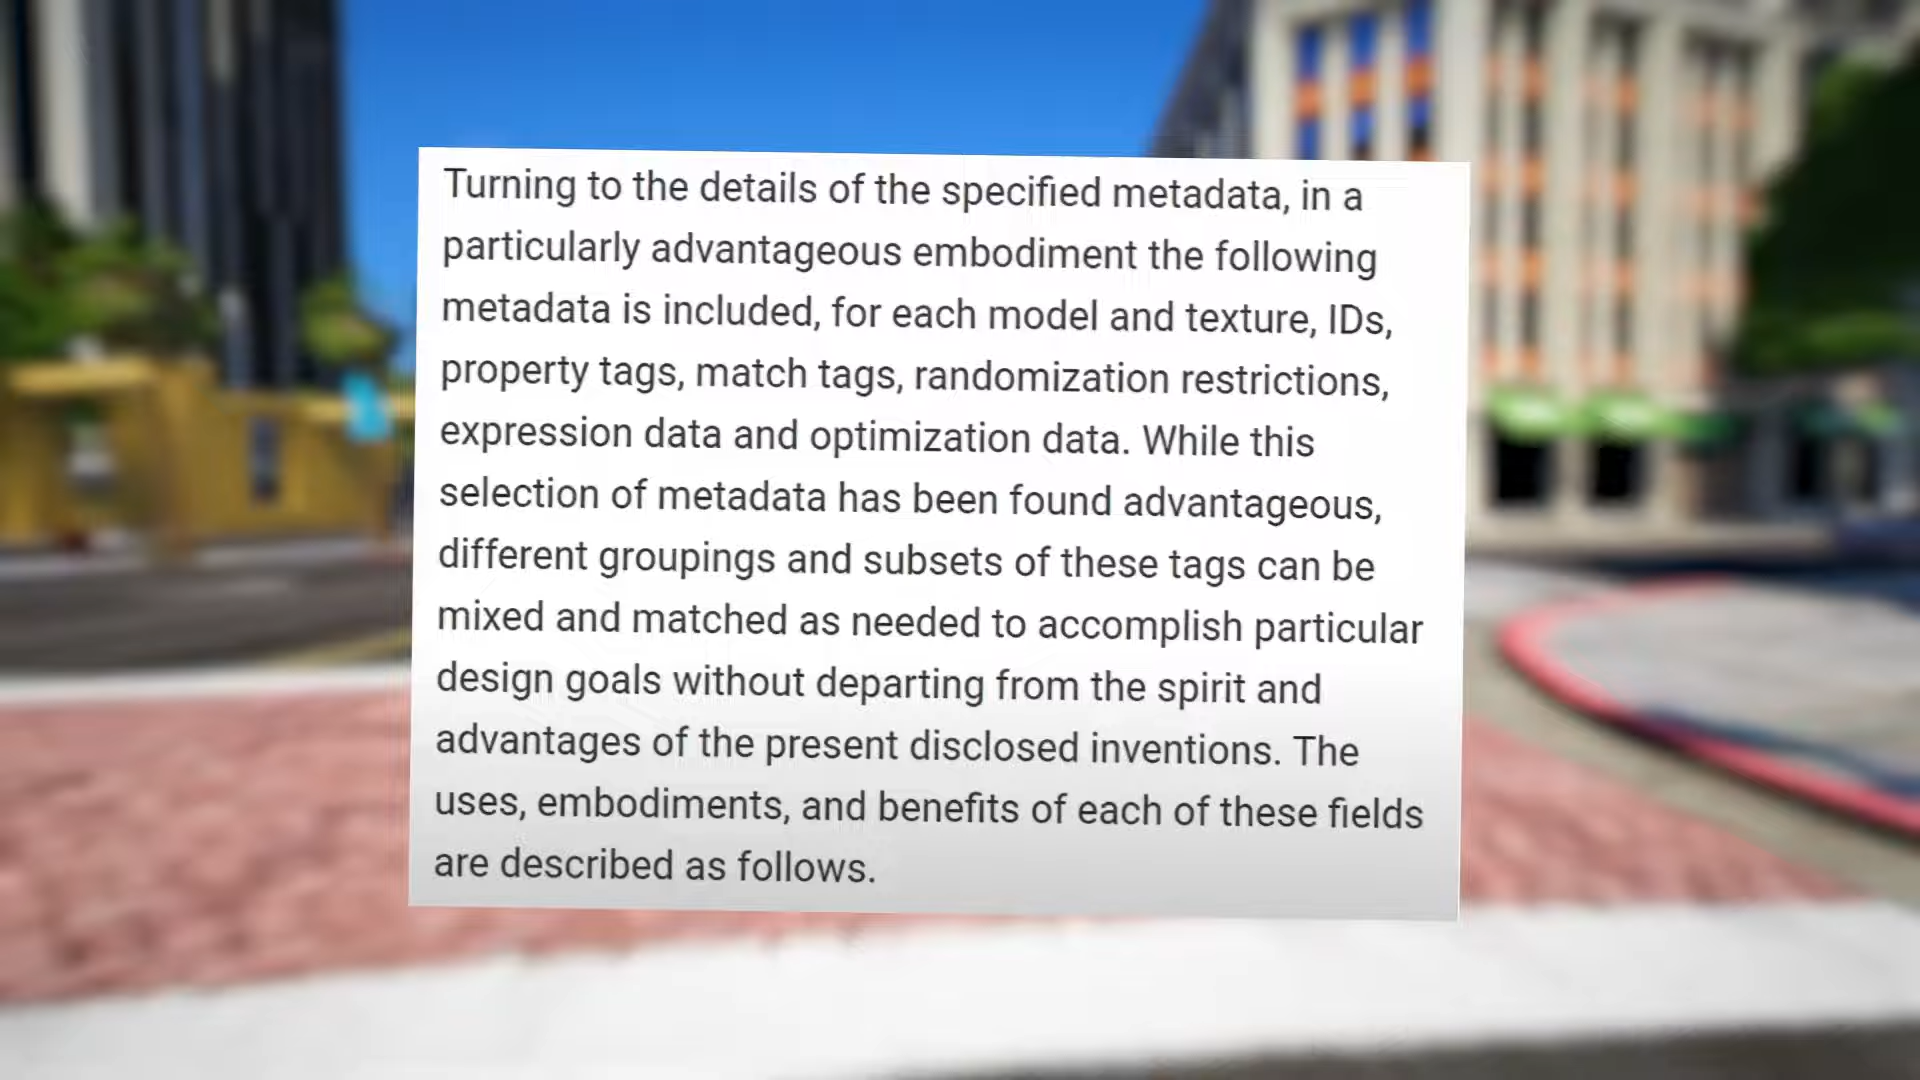 Turning to the details of the specified metadata, in a
particularly advantageous embodiment the following
metadata is included, for each model and texture, IDs,
property tags, match tags, randomization restrictions,
expression data and optimization data. While this
selection of metadata has been found advantageous,
different groupings and subsets of these tags can be
mixed and matched as needed to accomplish particular
design goals without departing from the spirit and
advantages of the present disclosed inventions. The
uses, embodiments, and benefits of each of these fields
are described as follows.